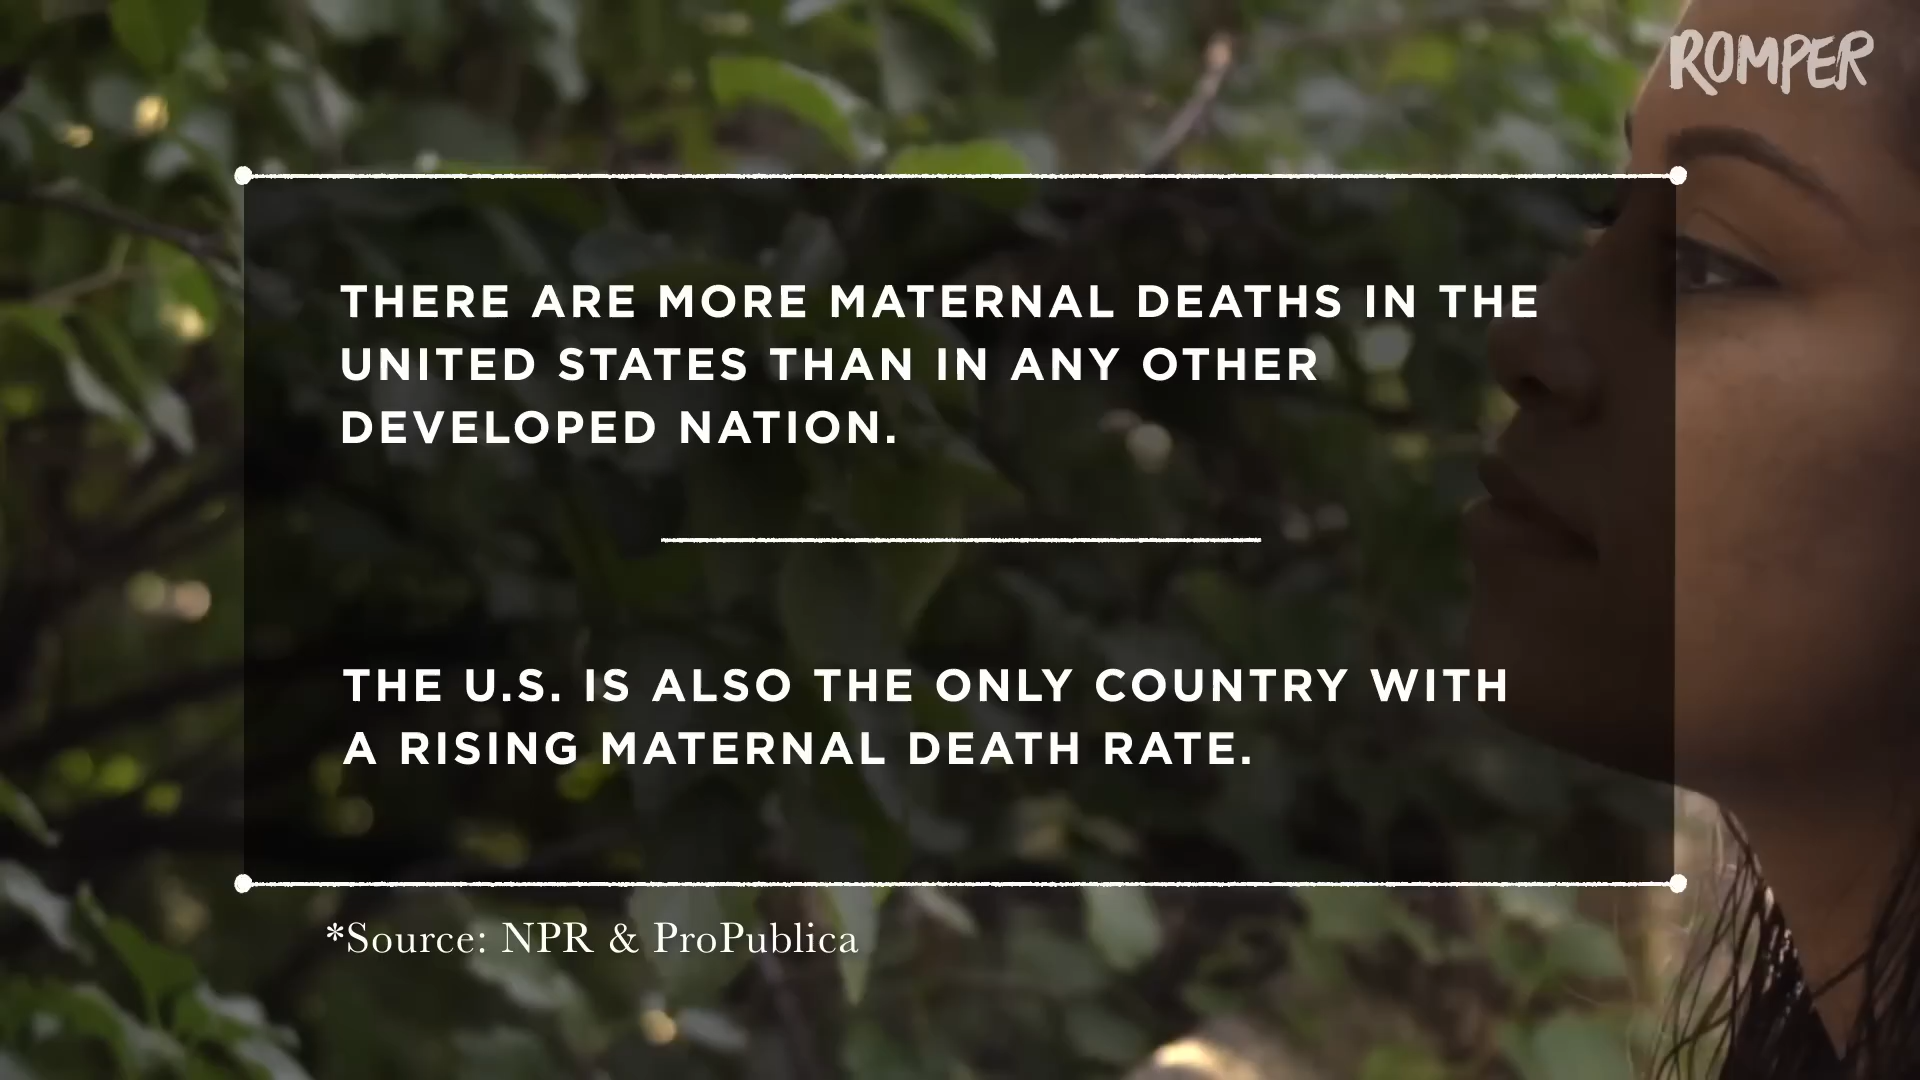 ROMPER
THERE ARE MORE MATERNAL DEATHS IN THE
UNITED STATES THAN IN ANY OTHER
DEVELOPED NATION.
THE U.S. IS ALSO THE ONLY COUNTRY WITH
A RISING MATERNAL DEATH RATE.
*Source: NPR & ProPublica